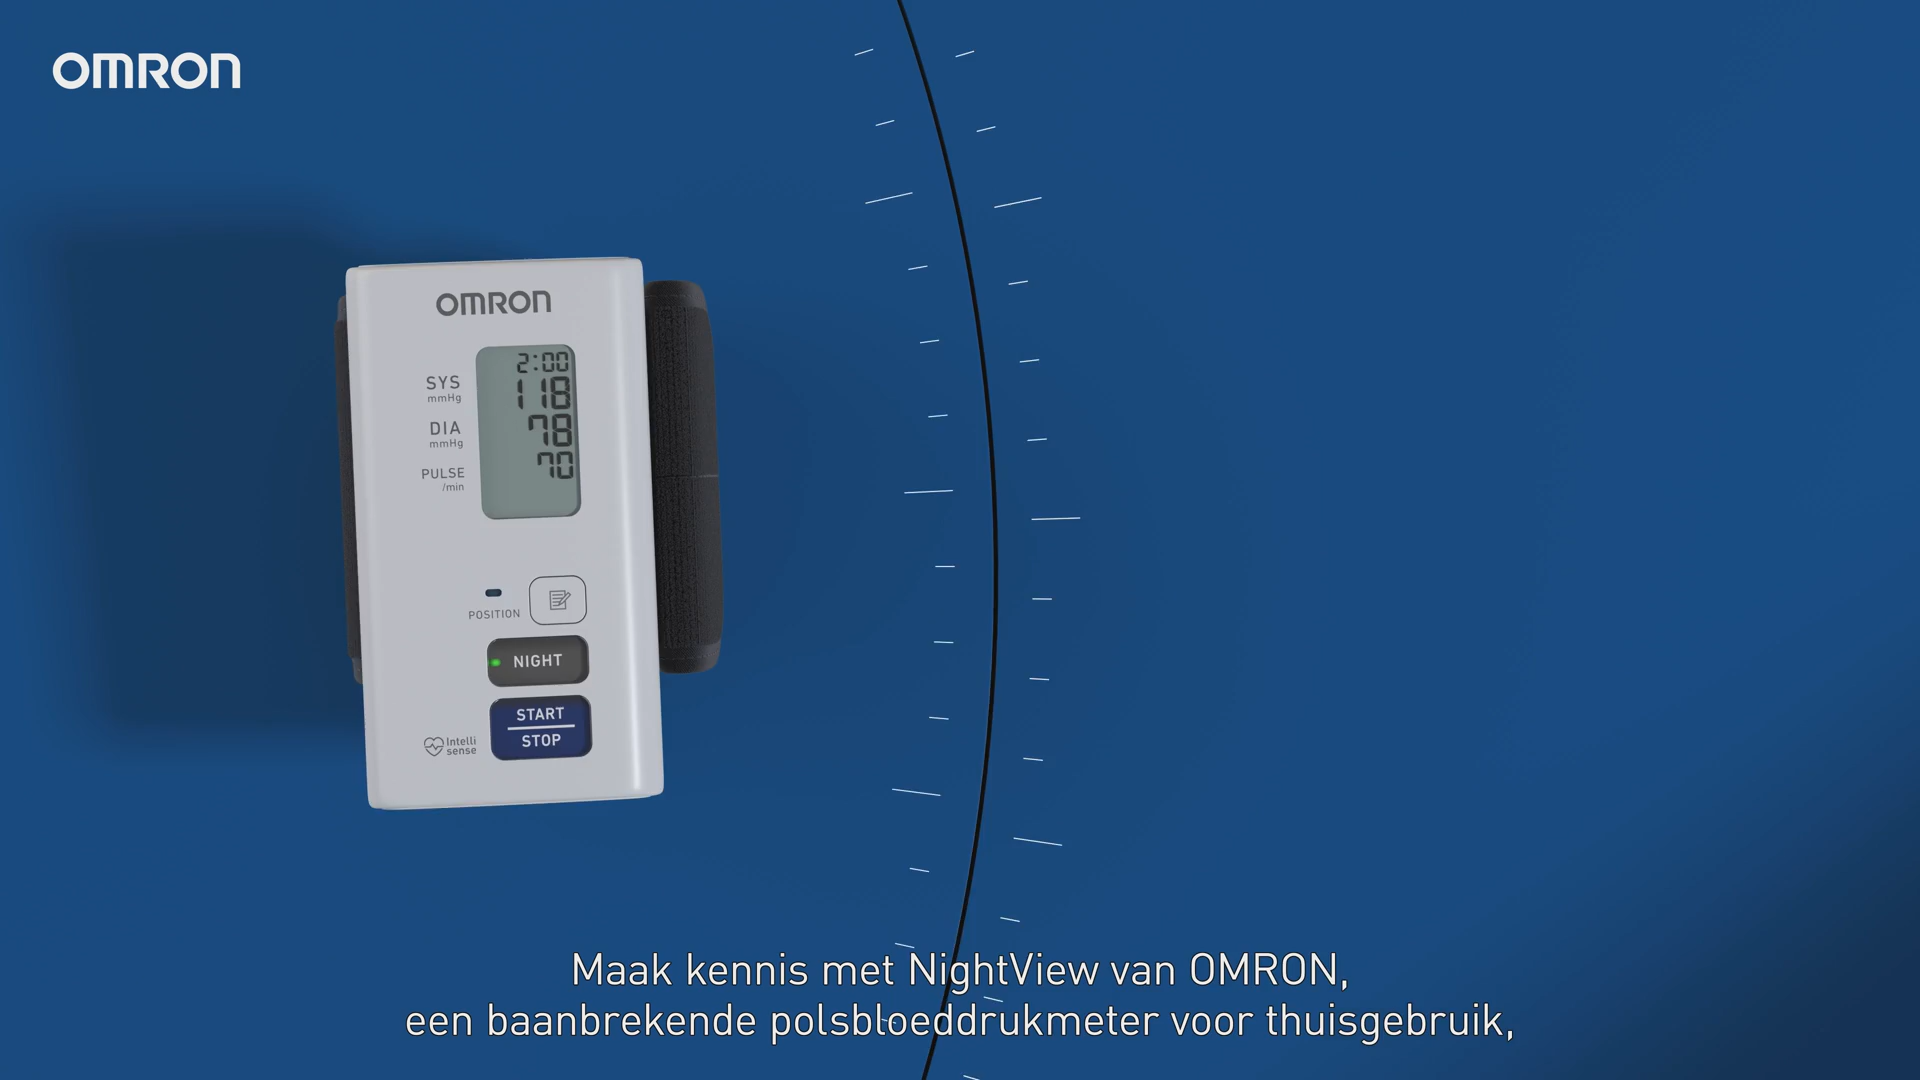 OMRON
OMRON
2:00
SYS 118
mmHg
DIA 78
mmHg
PULSE 70
/min
POSITION
NIGHT
START
STOP
Intelli
sense
Maak kennis met NightView van OMRON,
een baanbrekende polsbloeddrukmeter voor thuisgebruik,